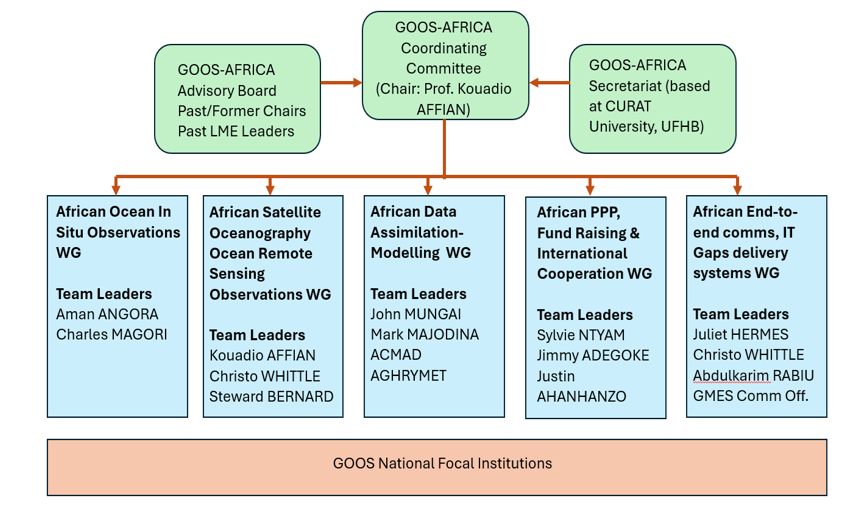 GOOS-AFRICA
Coordinating
Committee
(Chair: Prof. Kouadio
AFFIAN)
GOOS-AFRICA
Advisory Board
Past/Former Chairs
Past LME Leaders
GOOS-AFRICA
Secretariat (based
at CURAT
University, UFHB)
African Ocean In
Situ Observations
WG
Team Leaders
Aman ANGORA
Charles MAGORI
African Satellite
Oceanography
Ocean Remote
Sensing
Observations WG
Team Leaders
Kouadio AFFIAN
Christo WHITTLE
Steward BERNARD
African Data
Assimilation-
Modelling WG
Team Leaders
John MUNGAI
Mark MAJODINA
ACMAD
AGHRYMET
African PPP,
Fund Raising &
International
Cooperation WG
Team Leaders
Sylvie NTYAM
Jimmy ADEGOKE
Justin
AHANHANZO
African End-to-
end comms, IT
Gaps delivery
systems WG
Team Leaders
Juliet HERMES
Christo WHITTLE
Abdulkarim RABIU
GMES Comm Off.
GOOS National Focal Institutions